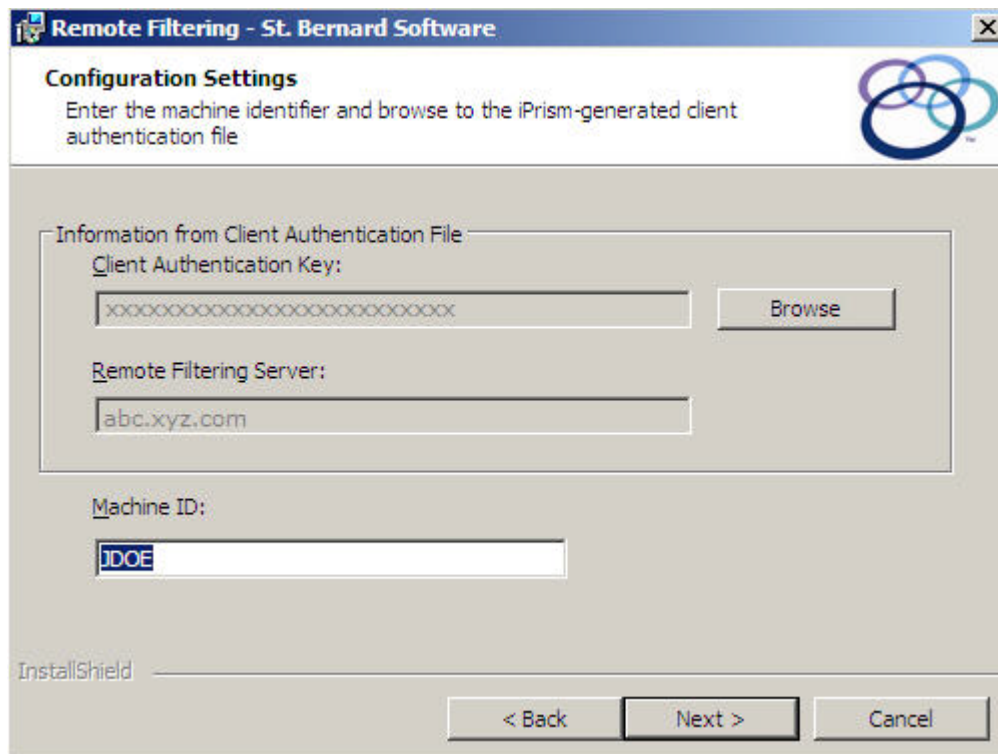 Remote Filtering - St. Bernard Software
Configuration Settings
Enter the machine identifier and browse to the iPrism-generated client
authentication file
TM
Information from Client Authentication File
Client Authentication Key:
xxxxxxxxxxxxxxxxxxxxxxxxxx
Browse
Remote Filtering Server:
abc.xyz.com
Machine ID:
JDOE
InstallShield
< Back
Next >
Cancel